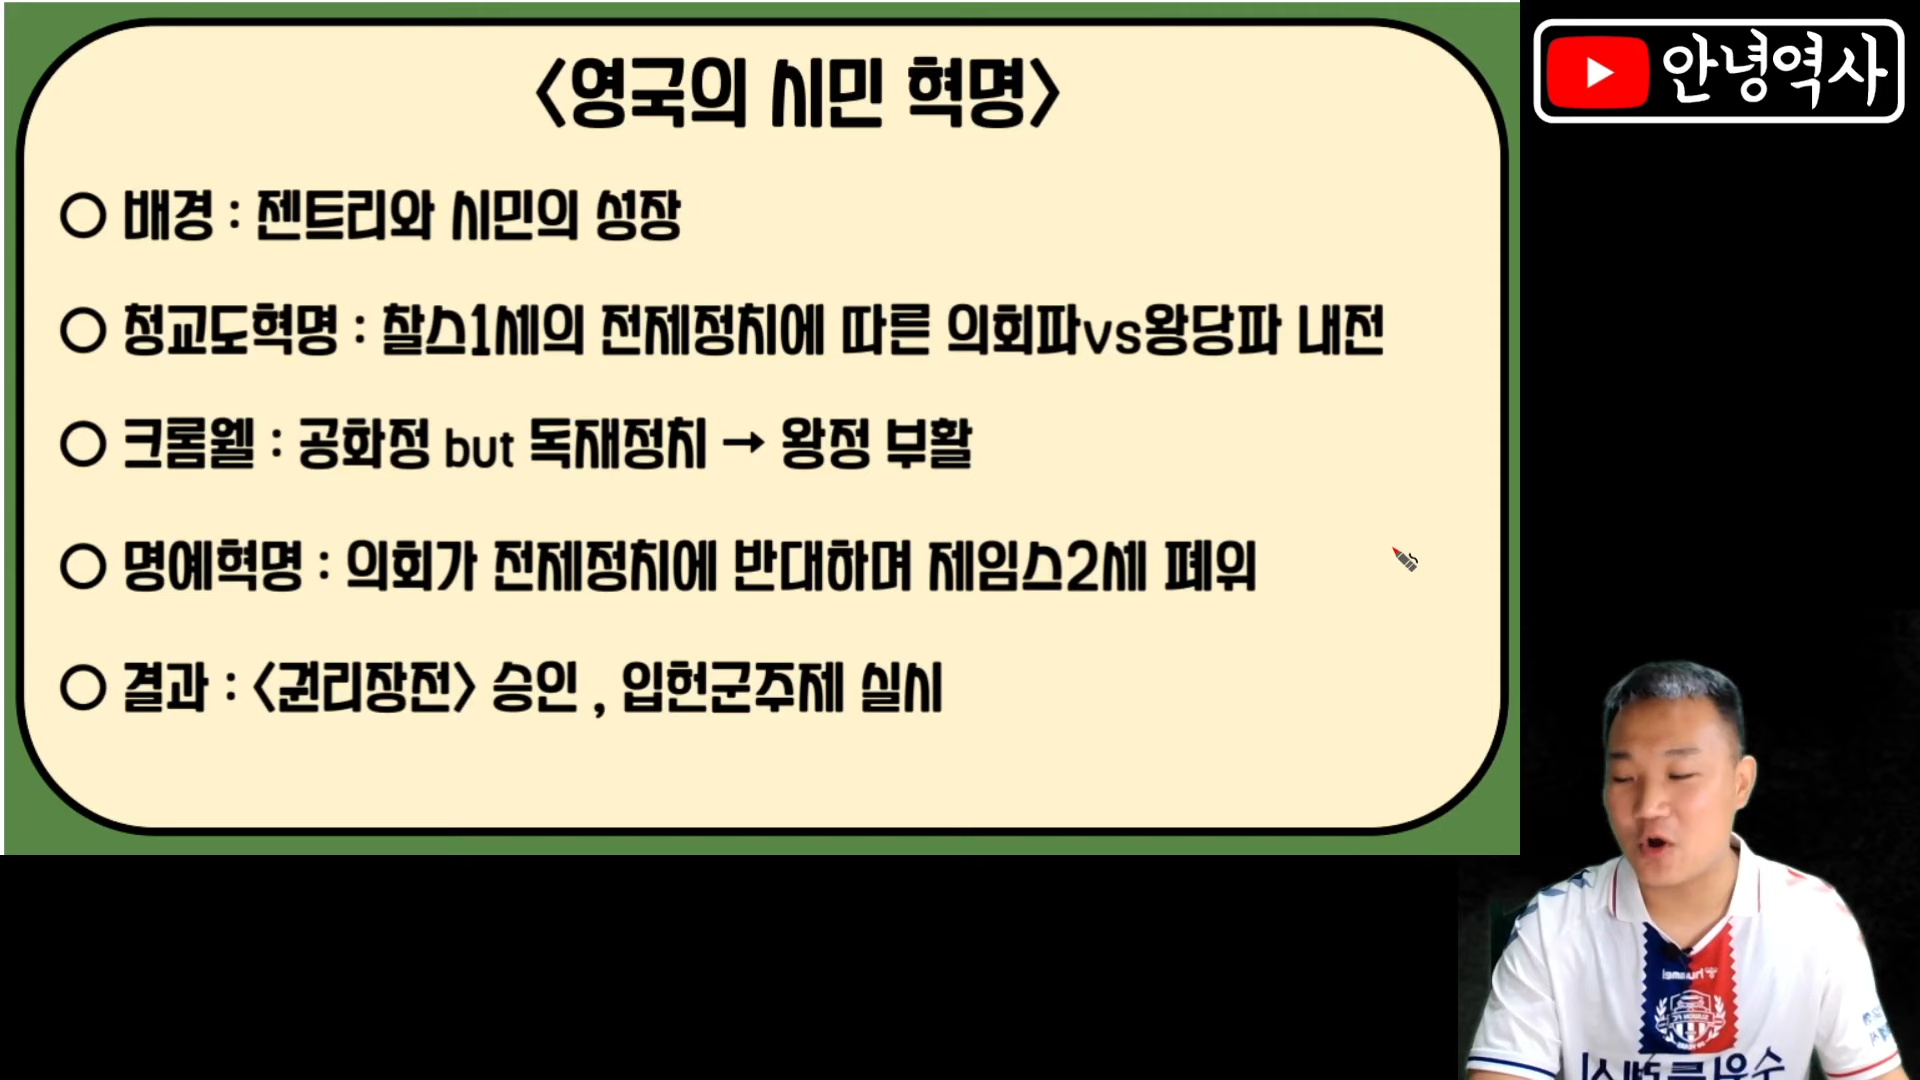 <영국의 시민 혁명>
안녕역사
○ 배경 : 젠트리와 시민의 성장
○ 청교도혁명 : 찰스1세의 전제정치에 따른 의회파vs왕당파 내전
○ 크롬웰 : 공화정 but 독재정치 → 왕정 부활
○ 명예혁명 : 의회가 전제정치에 반대하며 제임스2세 폐위
○ 결과 : <권리장전> 승인 , 입헌군주제 실시
hummel